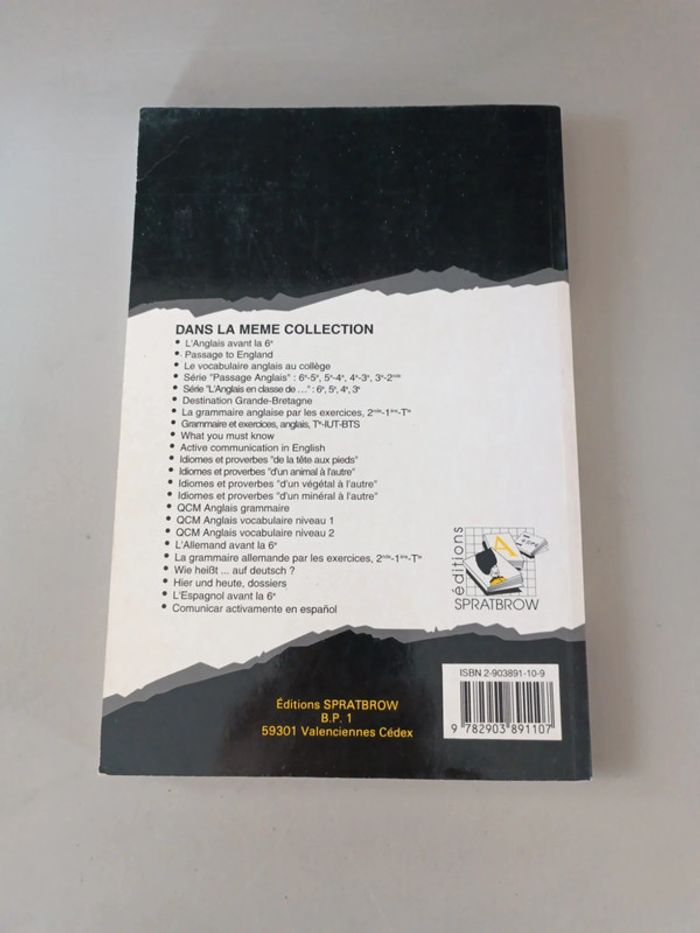 DANS LA MEME COLLECTION
• L'Anglais avant la 6e
• Passage to England
• Le vocabulaire anglais au collège
• Série "Passage Anglais" : 6e-5e, 5e-4e, 4e-3e, 3e-2nde
• Série "L'Anglais en classe de ..." : 6e, 5e, 4e, 3e
• Destination Grande-Bretagne
• La grammaire anglaise par les exercices, 2nde-1ère-Tle
• Grammaire et exercices, anglais, Tle-IUT-BTS
• What you must know
• Active communication in English
• Idiomes et proverbes "de la tête aux pieds"
• Idiomes et proverbes "d'un animal à l'autre"
• Idiomes et proverbes "d'un végétal à l'autre"
• Idiomes et proverbes "d'un minéral à l'autre"
• QCM Anglais grammaire
• QCM Anglais vocabulaire niveau 1
• QCM Anglais vocabulaire niveau 2
• L'Allemand avant la 6e
• La grammaire allemande par les exercices, 2nde-1ère-Tle
• Wie heißt ... auf deutsch ?
• Hier und heute, dossiers
• L'Espagnol avant la 6e
• Comunicar activamente en español
éditions
A
SPRATBROW
ISBN 2-903891-10-9
9 782903 891107
Éditions SPRATBROW
B.P. 1
59301 Valenciennes Cédex